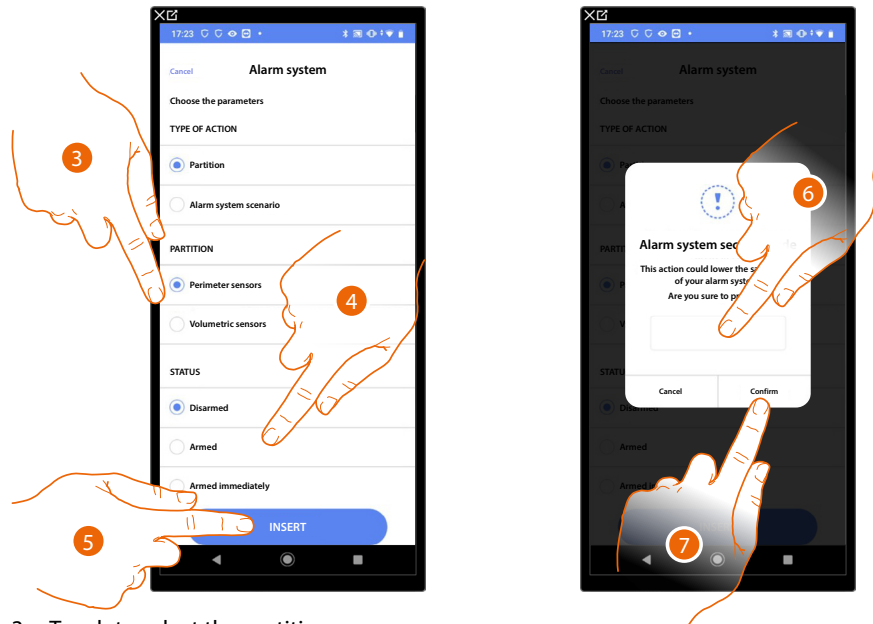 17:23
Cancel Alarm system
Choose the parameters
TYPE OF ACTION
Partition
Alarm system scenario
PARTITION
Perimeter sensors
Volumetric sensors
STATUS
Disarmed
Armed
Armed immediately
INSERT
3
4
5
17:23
Cancel Alarm system
Choose the parameters
TYPE OF ACTION
Alarm system
This action could lower the
of your alarm
Are you sure to
Cancel Confirm
Disarmed
Armed
6
7